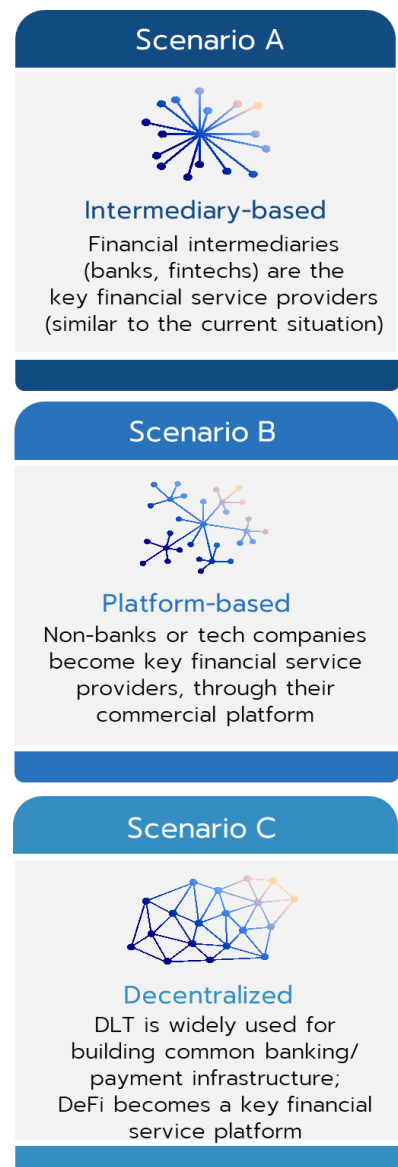 Scenario A
Intermediary-based
Financial intermediaries
(banks, fintechs) are the
key financial service providers
(similar to the current situation)
Scenario B
Platform-based
Non-banks or tech companies
become key financial service
providers, through their
commercial platform
Scenario C
Decentralized
DLT is widely used for
building common banking/
payment infrastructure;
DeFi becomes a key financial
service platform